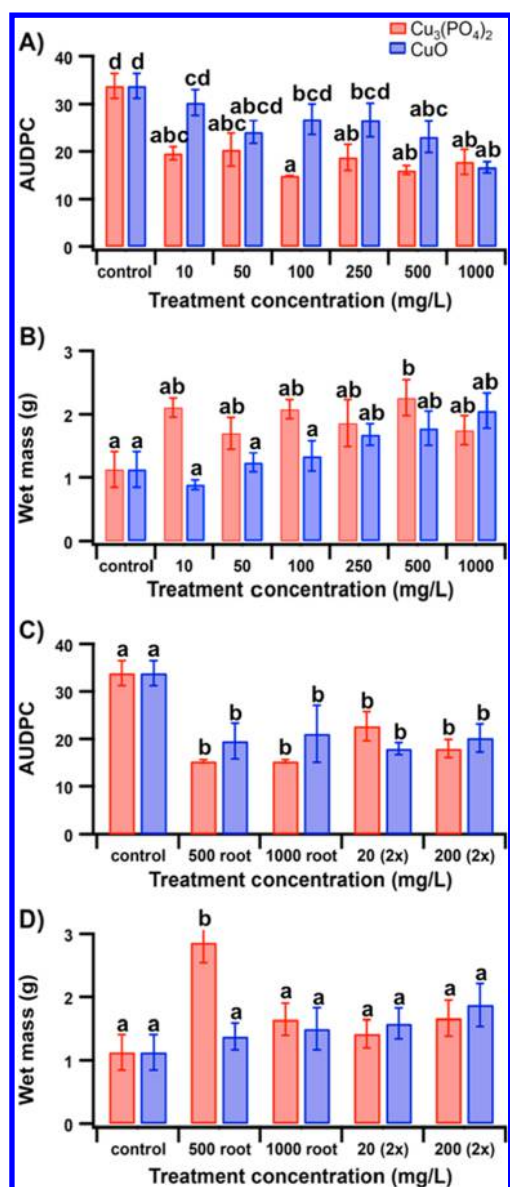 A)
Cu₃(PO₄)₂
CuO
AUDPC
40
30
20
10
0
d d cd abc abc abcd bcd a bcd ab abc ab ab ab
control 10 50 100 250 500 1000
Treatment concentration (mg/L)
B)
Wet mass (g)
3
2
1
0
a a ab a ab a ab a ab ab b ab ab ab
control 10 50 100 250 500 1000
Treatment concentration (mg/L)
C)
AUDPC
40
30
20
10
0
a a b b b b b b b b
control 500 root 1000 root 20 (2x) 200 (2x)
Treatment concentration (mg/L)
D)
Wet mass (g)
3
2
1
0
a a b a a a a a a a
control 500 root 1000 root 20 (2x) 200 (2x)
Treatment concentration (mg/L)